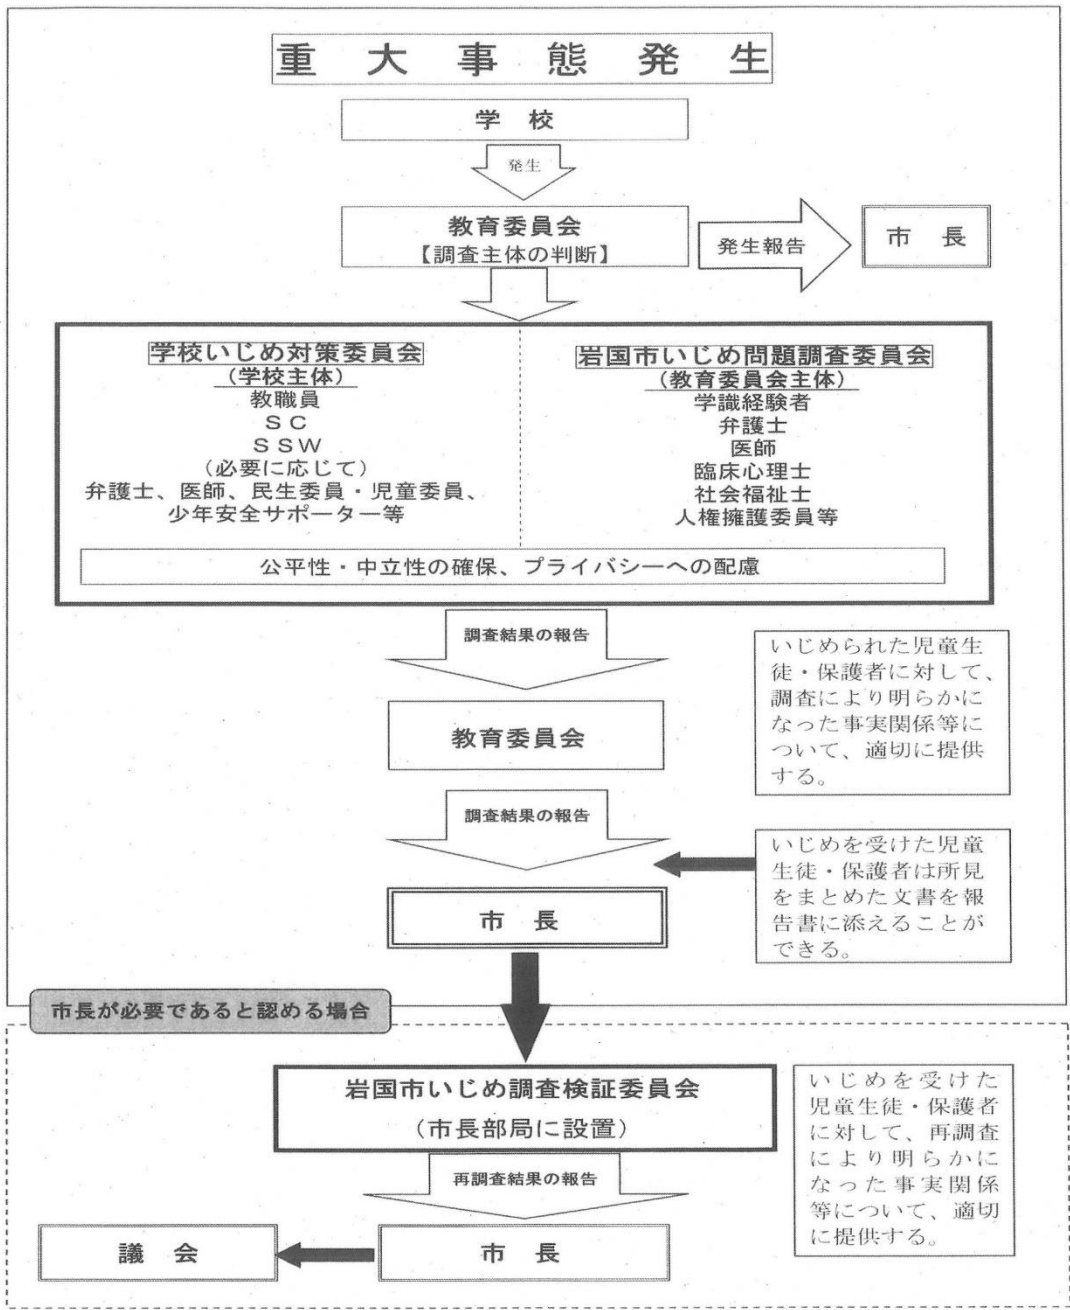 重大事態発生
学校
発生
教育委員会
【調査主体の判断】
発生報告
市長
学校いじめ対策委員会
(学校主体)
教職員
ＳＣ
ＳＳＷ
(必要に応じて)
弁護士、医師、民生委員・児童委員、
少年安全サポーター等
岩国市いじめ問題調査委員会
(教育委員会主体)
学識経験者
弁護士
医師
臨床心理士
社会福祉士
人権擁護委員等
公平性・中立性の確保、プライバシーへの配慮
調査結果の報告
いじめられた児童生
徒・保護者に対して、
調査により明らかに
なった事実関係等に
ついて、適切に提供
する。
教育委員会
調査結果の報告
いじめを受けた児童
生徒・保護者は所見
をまとめた文書を報
告書に添えることが
できる。
市長
市長が必要であると認める場合
岩国市いじめ調査検証委員会
(市長部局に設置)
いじめを受けた
児童生徒・保護者
に対して、再調査
により明らかに
なった事実関係
等について、適切
に提供する。
再調査結果の報告
議会
市長